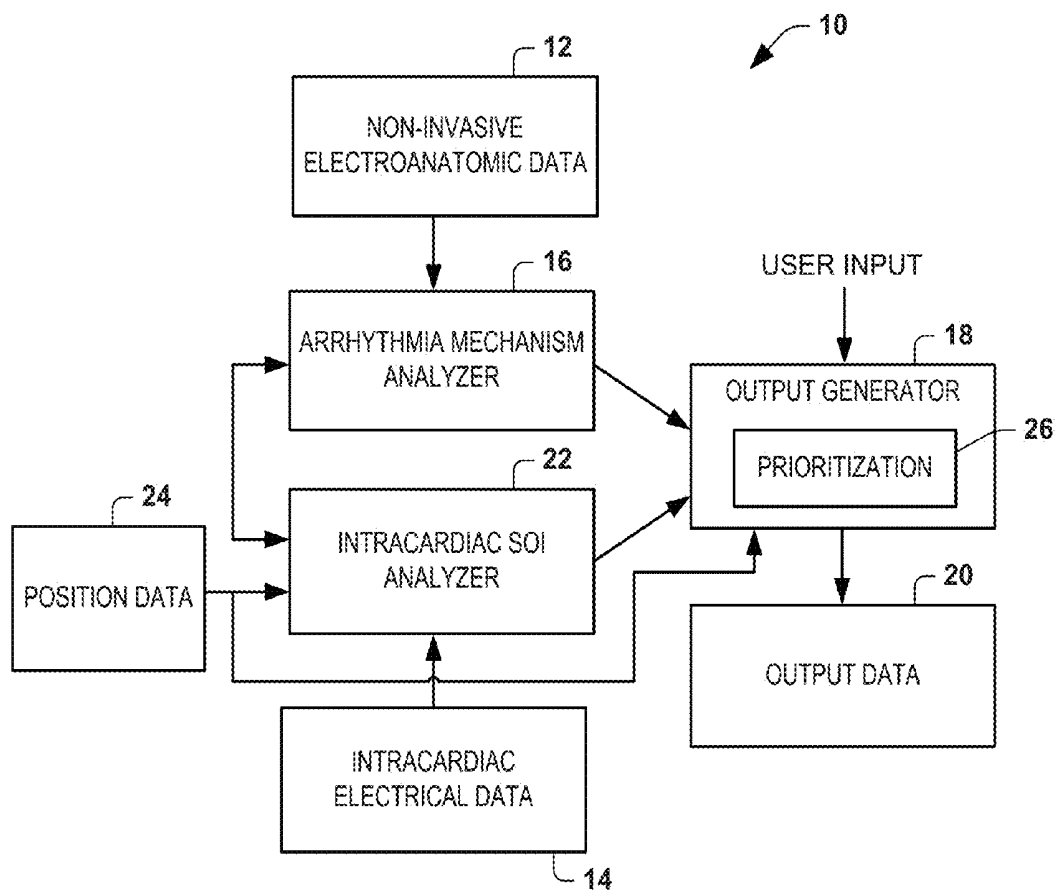 10
12
NON-INVASIVE
ELECTROANATOMIC DATA
16
ARRHYTHMIA MECHANISM
ANALYZER
USER INPUT
18
OUTPUT GENERATOR
26
PRIORITIZATION
22
INTRACARDIAC SOI
ANALYZER
24
POSITION DATA
20
OUTPUT DATA
INTRACARDIAC
ELECTRICAL DATA
14